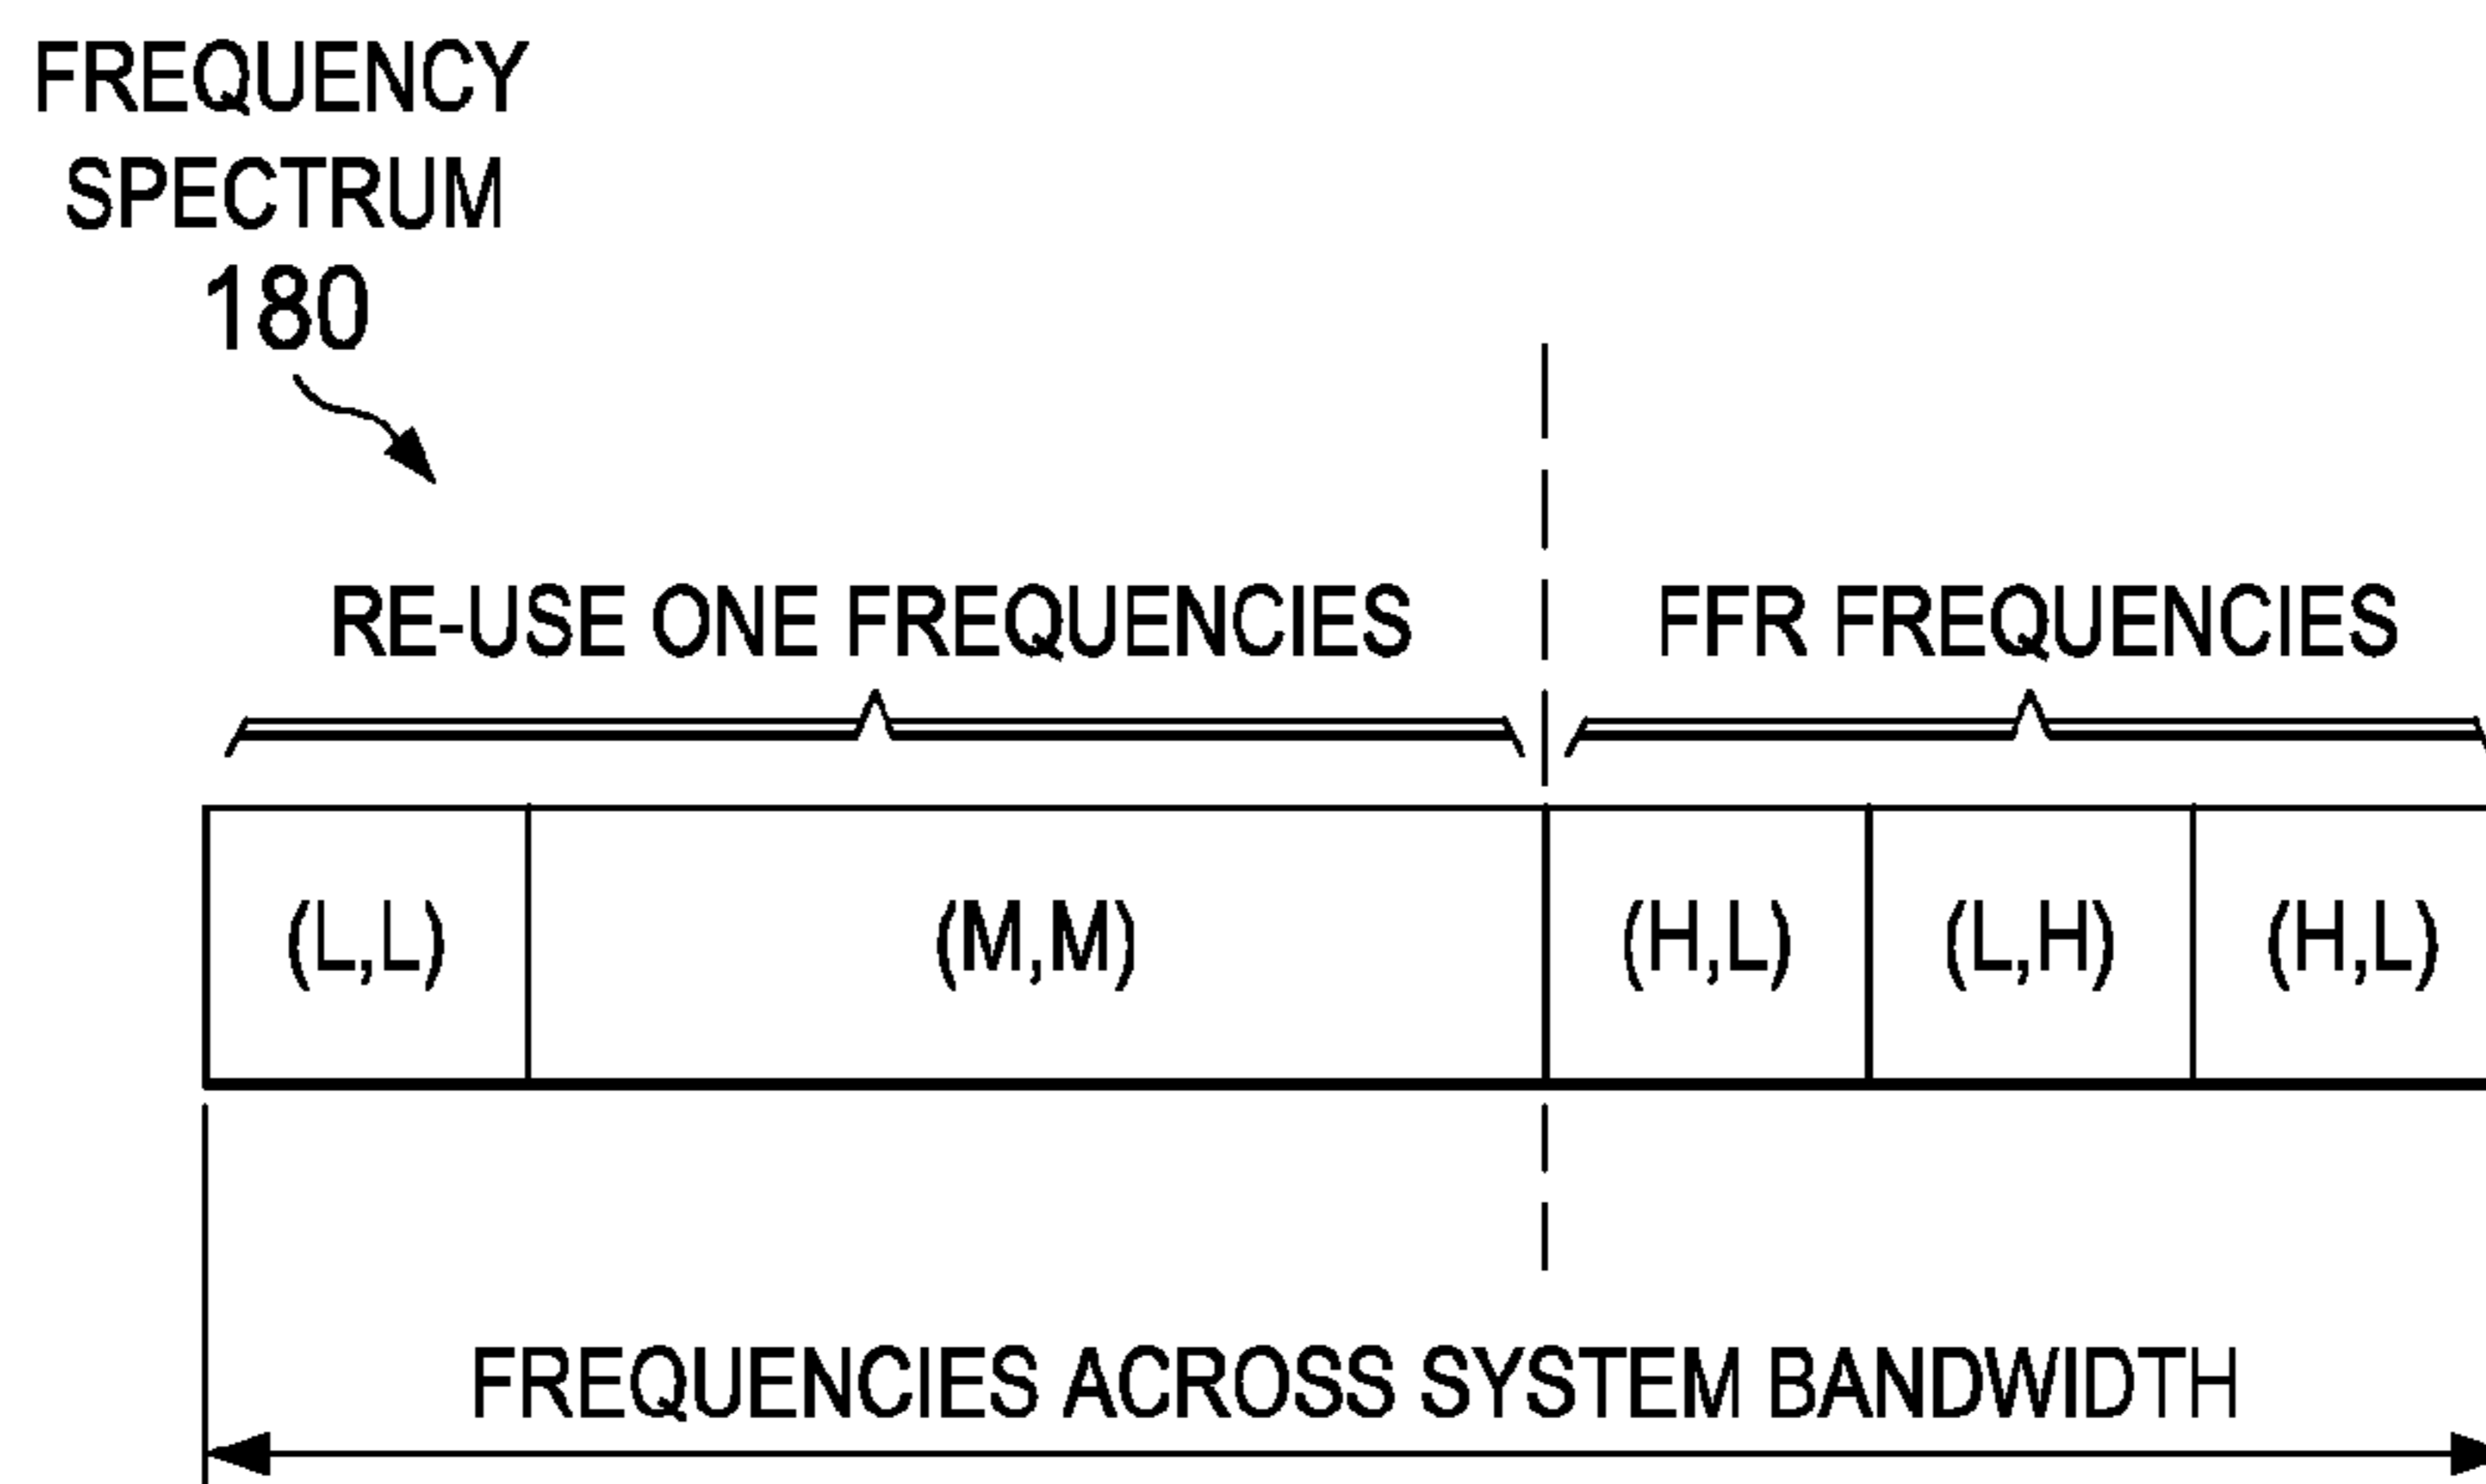 FREQUENCY
SPECTRUM
180
RE-USE ONE FREQUENCIES
FFR FREQUENCIES
(L,L)
(M,M)
(H,L)
(L,H)
(H,L)
FREQUENCIES ACROSS SYSTEM BANDWIDTH